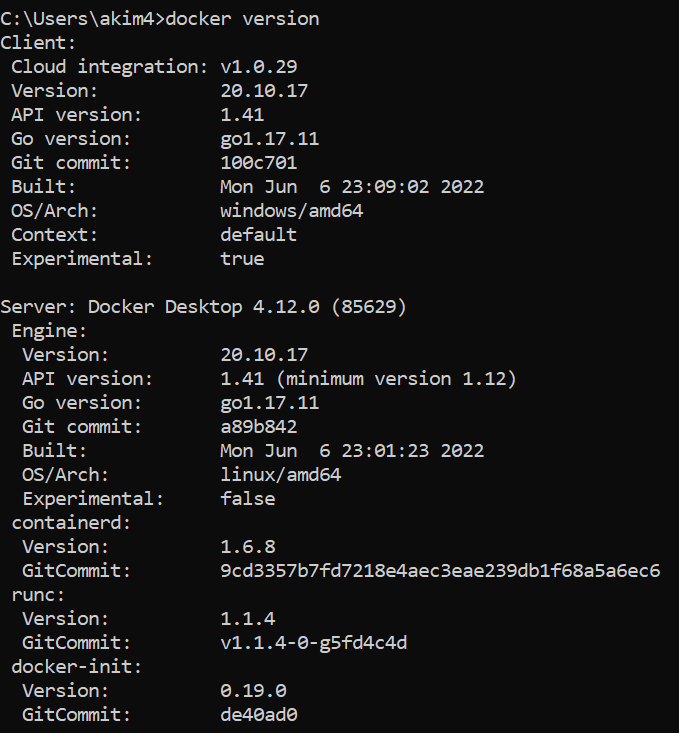 C:\Users\akim4>docker version
Client:
 Cloud integration: v1.0.29
 Version:           20.10.17
 API version:       1.41
 Go version:        go1.17.11
 Git commit:        100c701
 Built:             Mon Jun  6 23:09:02 2022
 OS/Arch:           windows/amd64
 Context:           default
 Experimental:      true

Server: Docker Desktop 4.12.0 (85629)
 Engine:
  Version:          20.10.17
  API version:      1.41 (minimum version 1.12)
  Go version:       go1.17.11
  Git commit:       a89b842
  Built:            Mon Jun  6 23:01:23 2022
  OS/Arch:          linux/amd64
  Experimental:     false
 containerd:
  Version:          1.6.8
  GitCommit:        9cd3357b7fd7218e4aec3eae239db1f68a5a6ec6
 runc:
  Version:          1.1.4
  GitCommit:        v1.1.4-0-g5fd4c4d
 docker-init:
  Version:          0.19.0
  GitCommit:        de40ad0